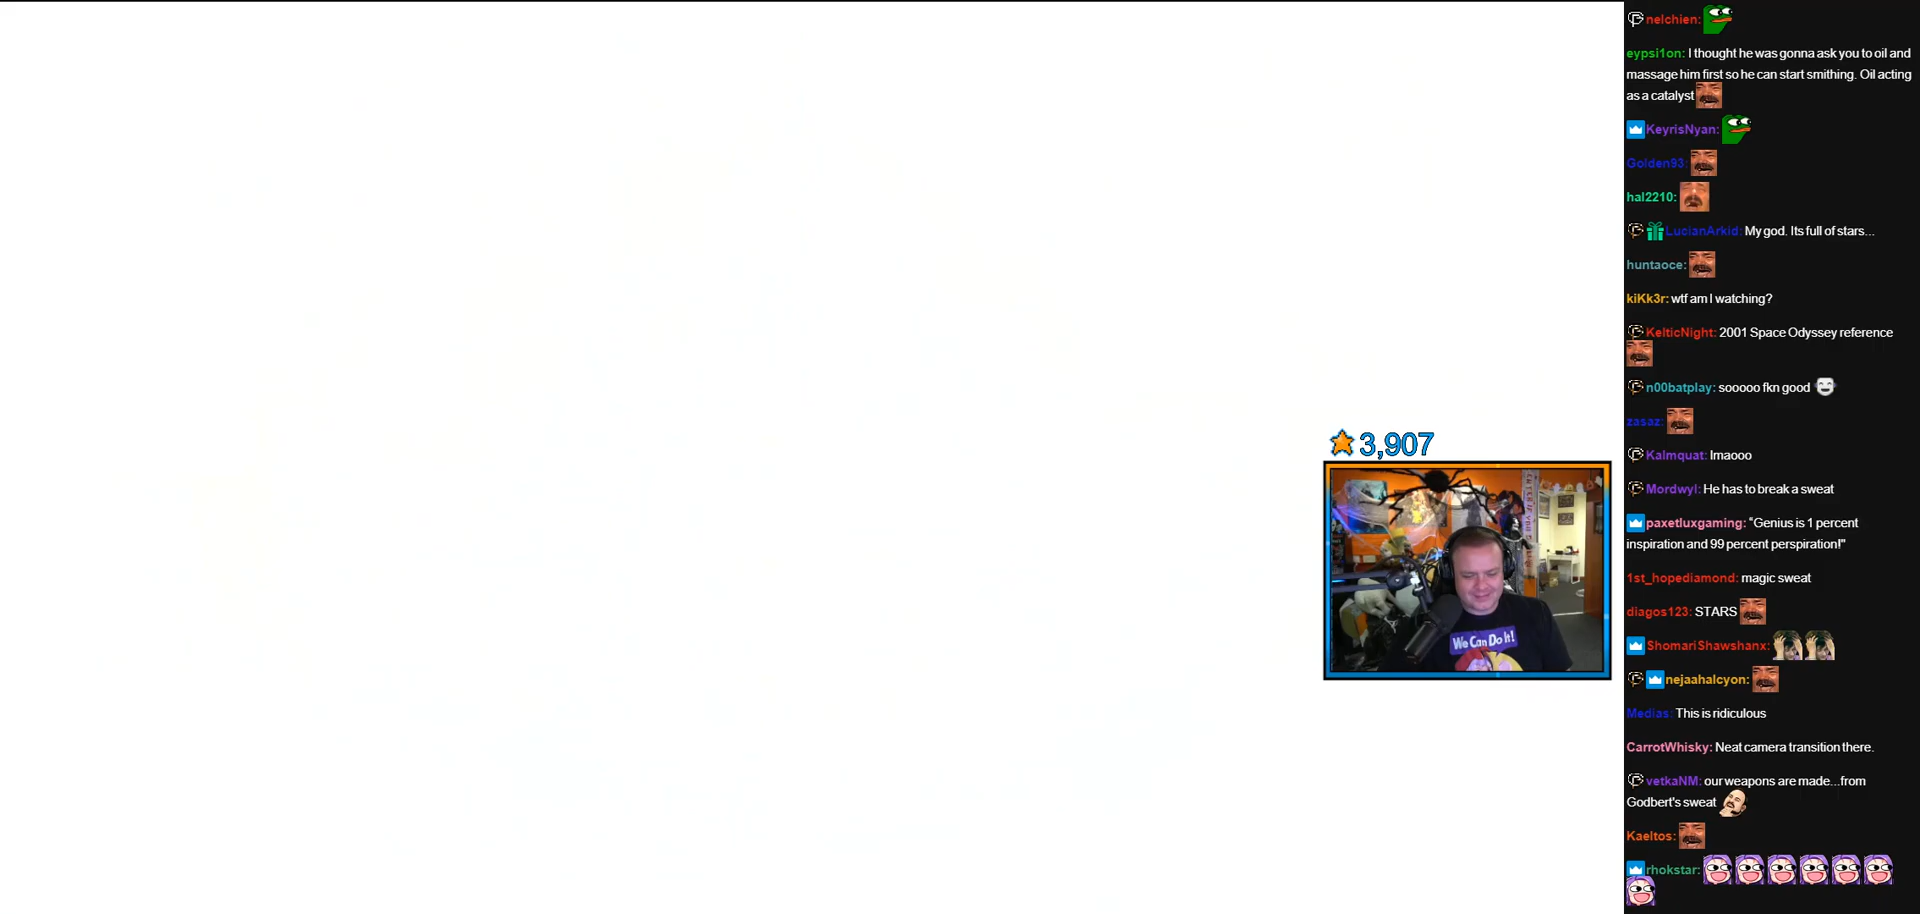 nelchien:
eypsi1on: I thought he was gonna ask you to oil and
massage him first so he can start smithing. Oil acting
as a catalyst
KeyrisNyan:
Golden93:
hal2210:
LucianArkid: My god. Its full of stars...
huntaoce:
kiKk3r: wtf am I watching?
KelticNight: 2001 Space Odyssey reference
n00batplay: sooooo fkn good
zasaz:
3,907
Kalmquat: lmaooo
Mordwyl: He has to break a sweat
paxetluxgaming: "Genius is 1 percent
inspiration and 99 percent perspiration!"
1st_hopediamond: magic sweat
diagos123: STARS
We Can Do It!
ShomariShawshanx:
nejaahalcyon:
Medias: This is ridiculous
CarrotWhisky: Neat camera transition there.
vetkaNM: our weapons are made...from
Godbert's sweat
Kaeltos:
rhokstar: